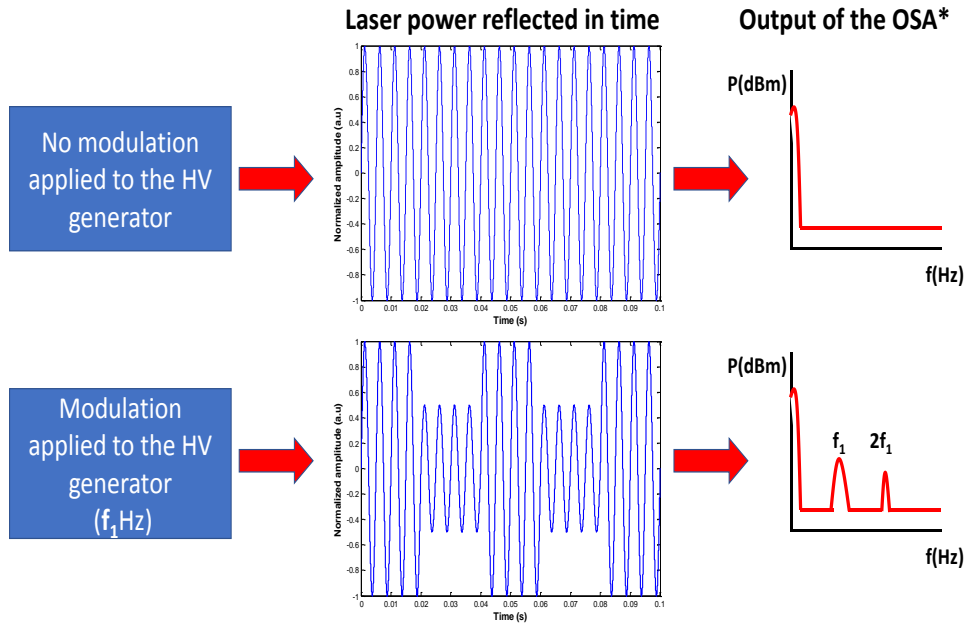 Laser power reflected in time
Output of the OSA*
No modulation
applied to the HV
generator
Normalized amplitude (a.u)
1
0.8
0.6
0.4
0.2
0
-0.2
-0.4
-0.6
-0.8
-1
0 0.01 0.02 0.03 0.04 0.05 0.06 0.07 0.08 0.09 0.1
Time (s)
P(dBm)
f(Hz)
Modulation
applied to the HV
generator
(f₁Hz)
Normalized amplitude (a.u)
1
0.8
0.6
0.4
0.2
0
-0.2
-0.4
-0.6
-0.8
-1
0 0.01 0.02 0.03 0.04 0.05 0.06 0.07 0.08 0.09 0.1
Time (s)
P(dBm)
f₁ 2f₁
f(Hz)